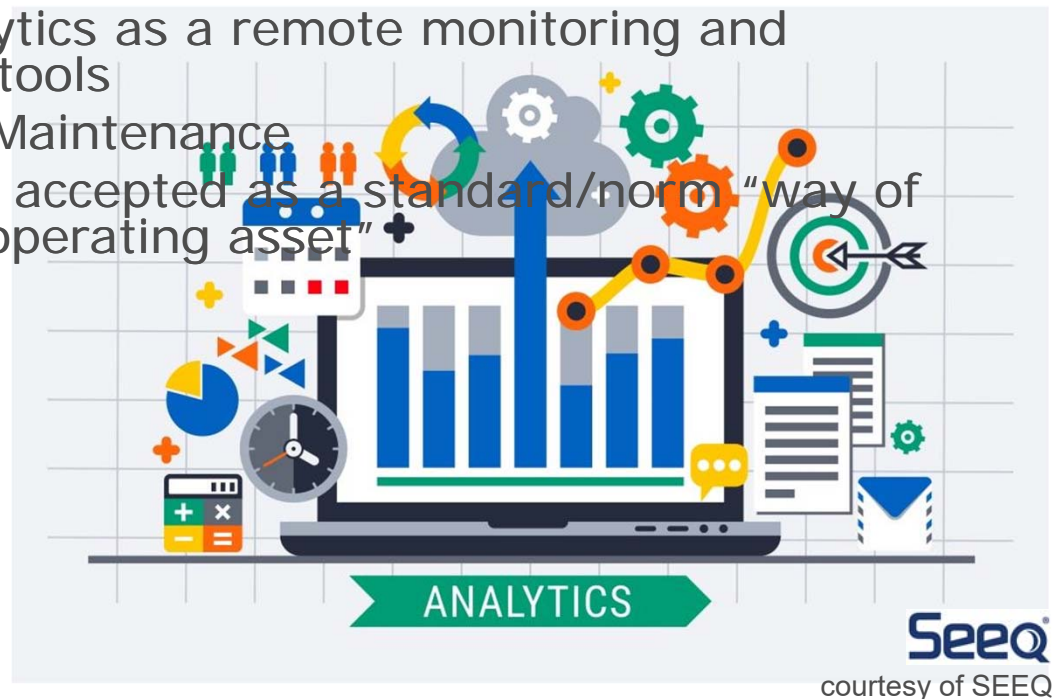 ytics as a remote monitoring and
tools
Maintenance
accepted as a standard/norm “way of
operating asset”
ANALYTICS
Seeq
courtesy of SEEQ